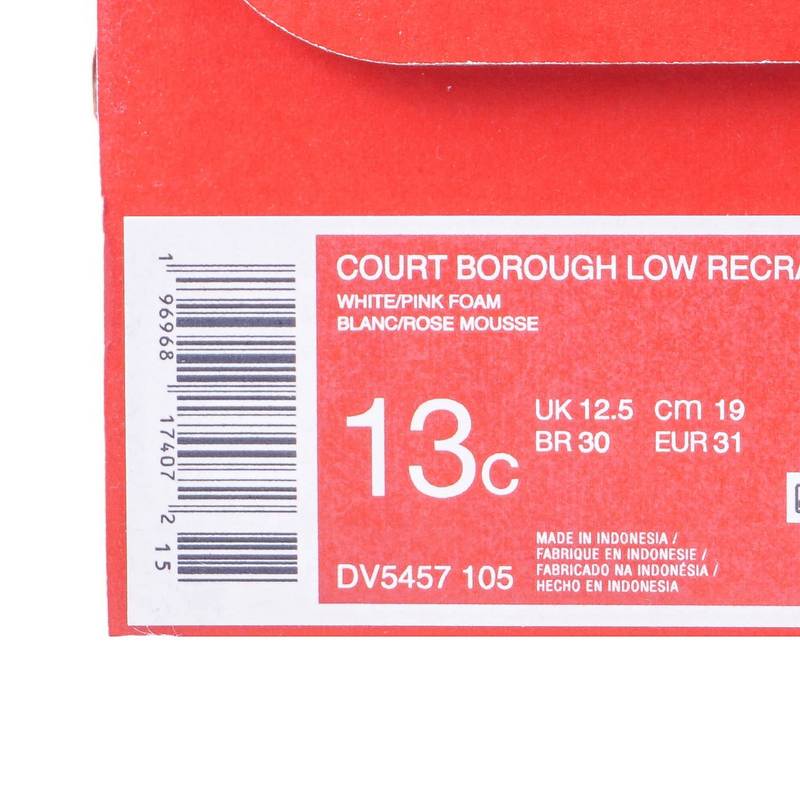 COURT BOROUGH LOW RECRA
WHITE/PINK FOAM
BLANC/ROSE MOUSSE
13C
UK 12.5 cm 19
BR 30 EUR 31
DV5457 105
MADE IN INDONESIA /
FABRIQUE EN INDONESIE /
FABRICADO NA INDONÉSIA /
HECHO EN INDONESIA
1 96968 17407 2 15